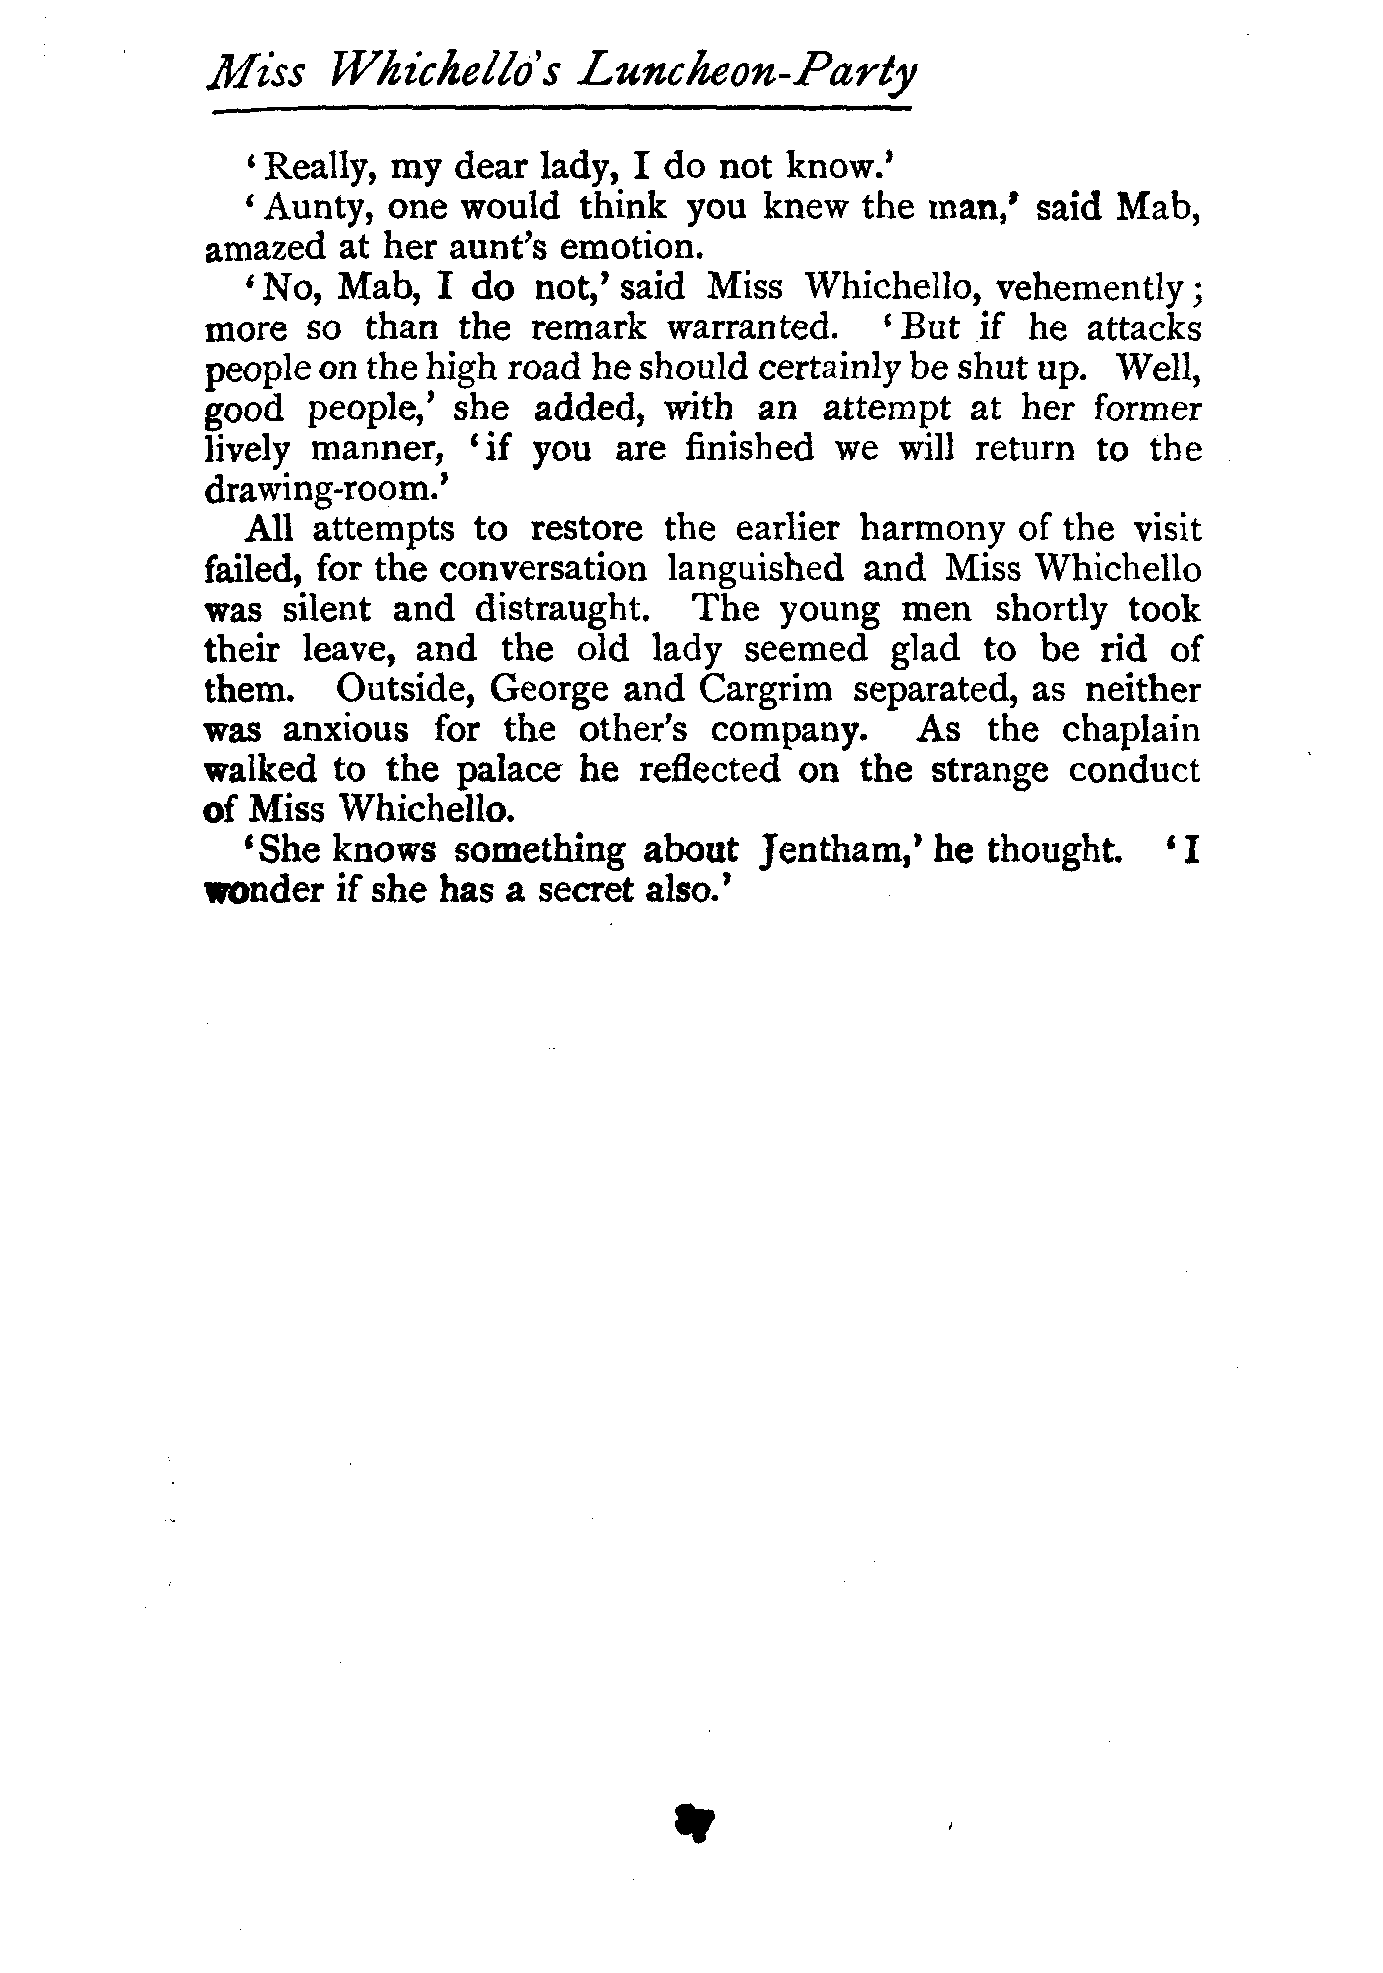 Miss Whichello's Luncheon-Party
‘Really, my dear lady, I do not know.’
‘Aunty, one would think you knew the man,’ said Mab,
amazed at her aunt's emotion.
‘No, Mab, I do not,’ said Miss Whichello, vehemently;
more so than the remark warranted. ‘But if he attacks
people on the high road he should certainly be shut up. Well,
good people,’ she added, with an attempt at her former
lively manner, ‘if you are finished we will return to the
drawing-room.’
All attempts to restore the earlier harmony of the visit
failed, for the conversation languished and Miss Whichello
was silent and distraught. The young men shortly took
their leave, and the old lady seemed glad to be rid of
them. Outside, George and Cargrim separated, as neither
was anxious for the other's company. As the chaplain
walked to the palace he reflected on the strange conduct
of Miss Whichello.
‘She knows something about Jentham,’ he thought. ‘I
wonder if she has a secret also.’